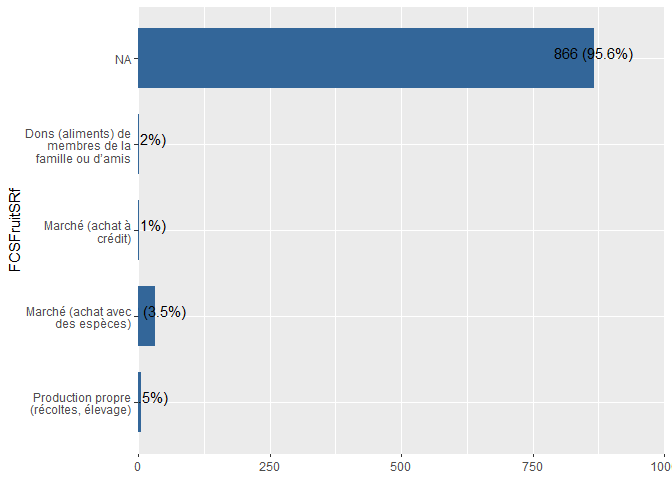 FCSFruitSRf
NA
866 (95.6%)
Dons (aliments) de
membres de la
famille ou d'amis
2%)
Marché (achat à
crédit)
1%)
Marché (achat avec
des espèces)
(3.5%)
Production propre
(récoltes, élevage)
5%)
0
250
500
750
100